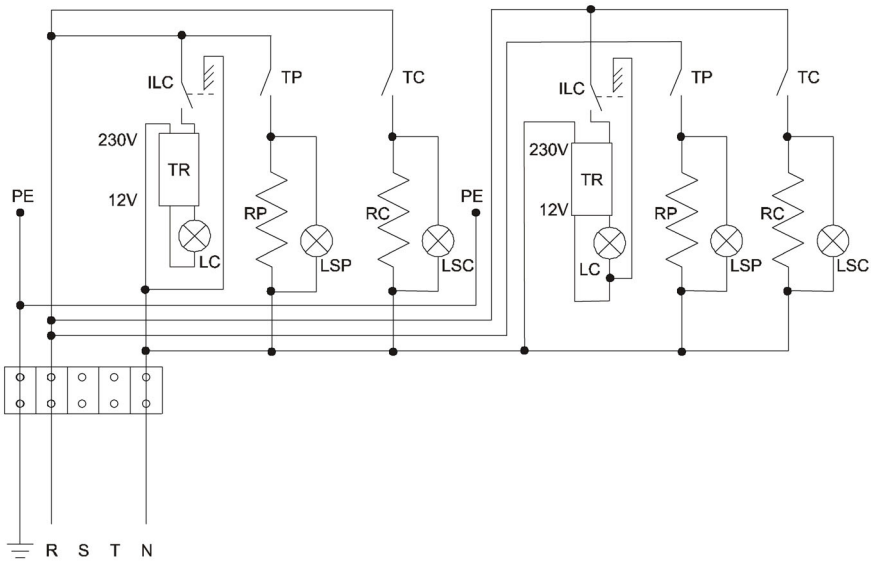 ILC TP TC ILC TP TC
230V 230V
TR TR
12V 12V
PE RP RC PE RP RC
LC LSP LSC LC LSP LSC
R S T N